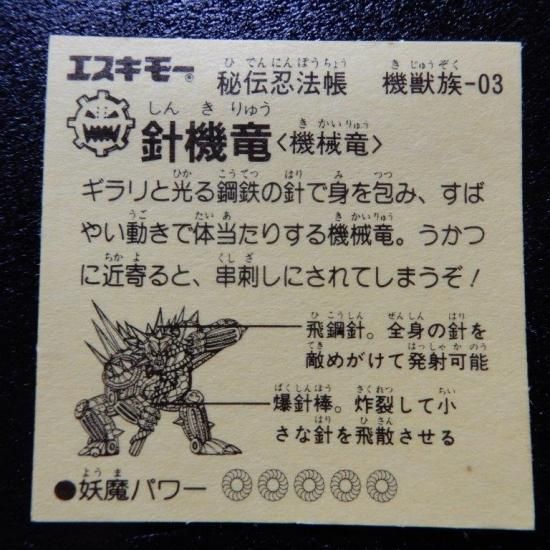 エスキモー® 秘伝忍法帳 機獣族-03
ひ でんにんぽうちょう き じゅうぞく
しん き りゅう
針機竜〈機械竜〉
き かいりゅう
ひか こうてつ はり み つつ
ギラリと光る鋼鉄の針で身を包み、すば
うご たい あ き かいりゅう
やい動きで体当たりする機械竜。うかつ
ちか よ くし ざ
に近寄ると、串刺しにされてしまうぞ！
ひ こうしん ぜんしん はり
飛鋼針。全身の針を
てき はっしゃ か のう
敵めがけて発射可能
ばくしんぼう さくれつ ちい
爆針棒。炸裂して小
はり ひ さん
さな針を飛散させる
よう ま
●妖魔パワー